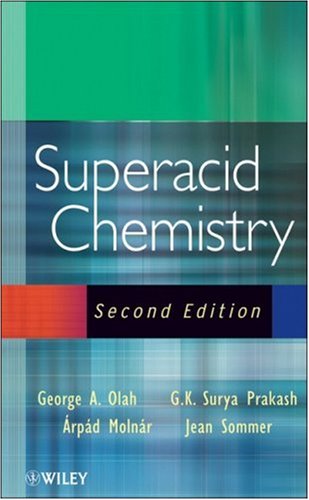 Superacid
Chemistry
Second Edition
George A. Olah G.K. Surya Prakash
Árpád Molnár Jean Sommer
WILEY